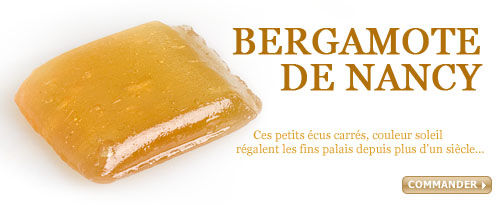 BERGAMOTE
DE NANCY
Ces petits écus carrés, couleur soleil
régalent les fins palais depuis plus d'un siècle...
COMMANDER